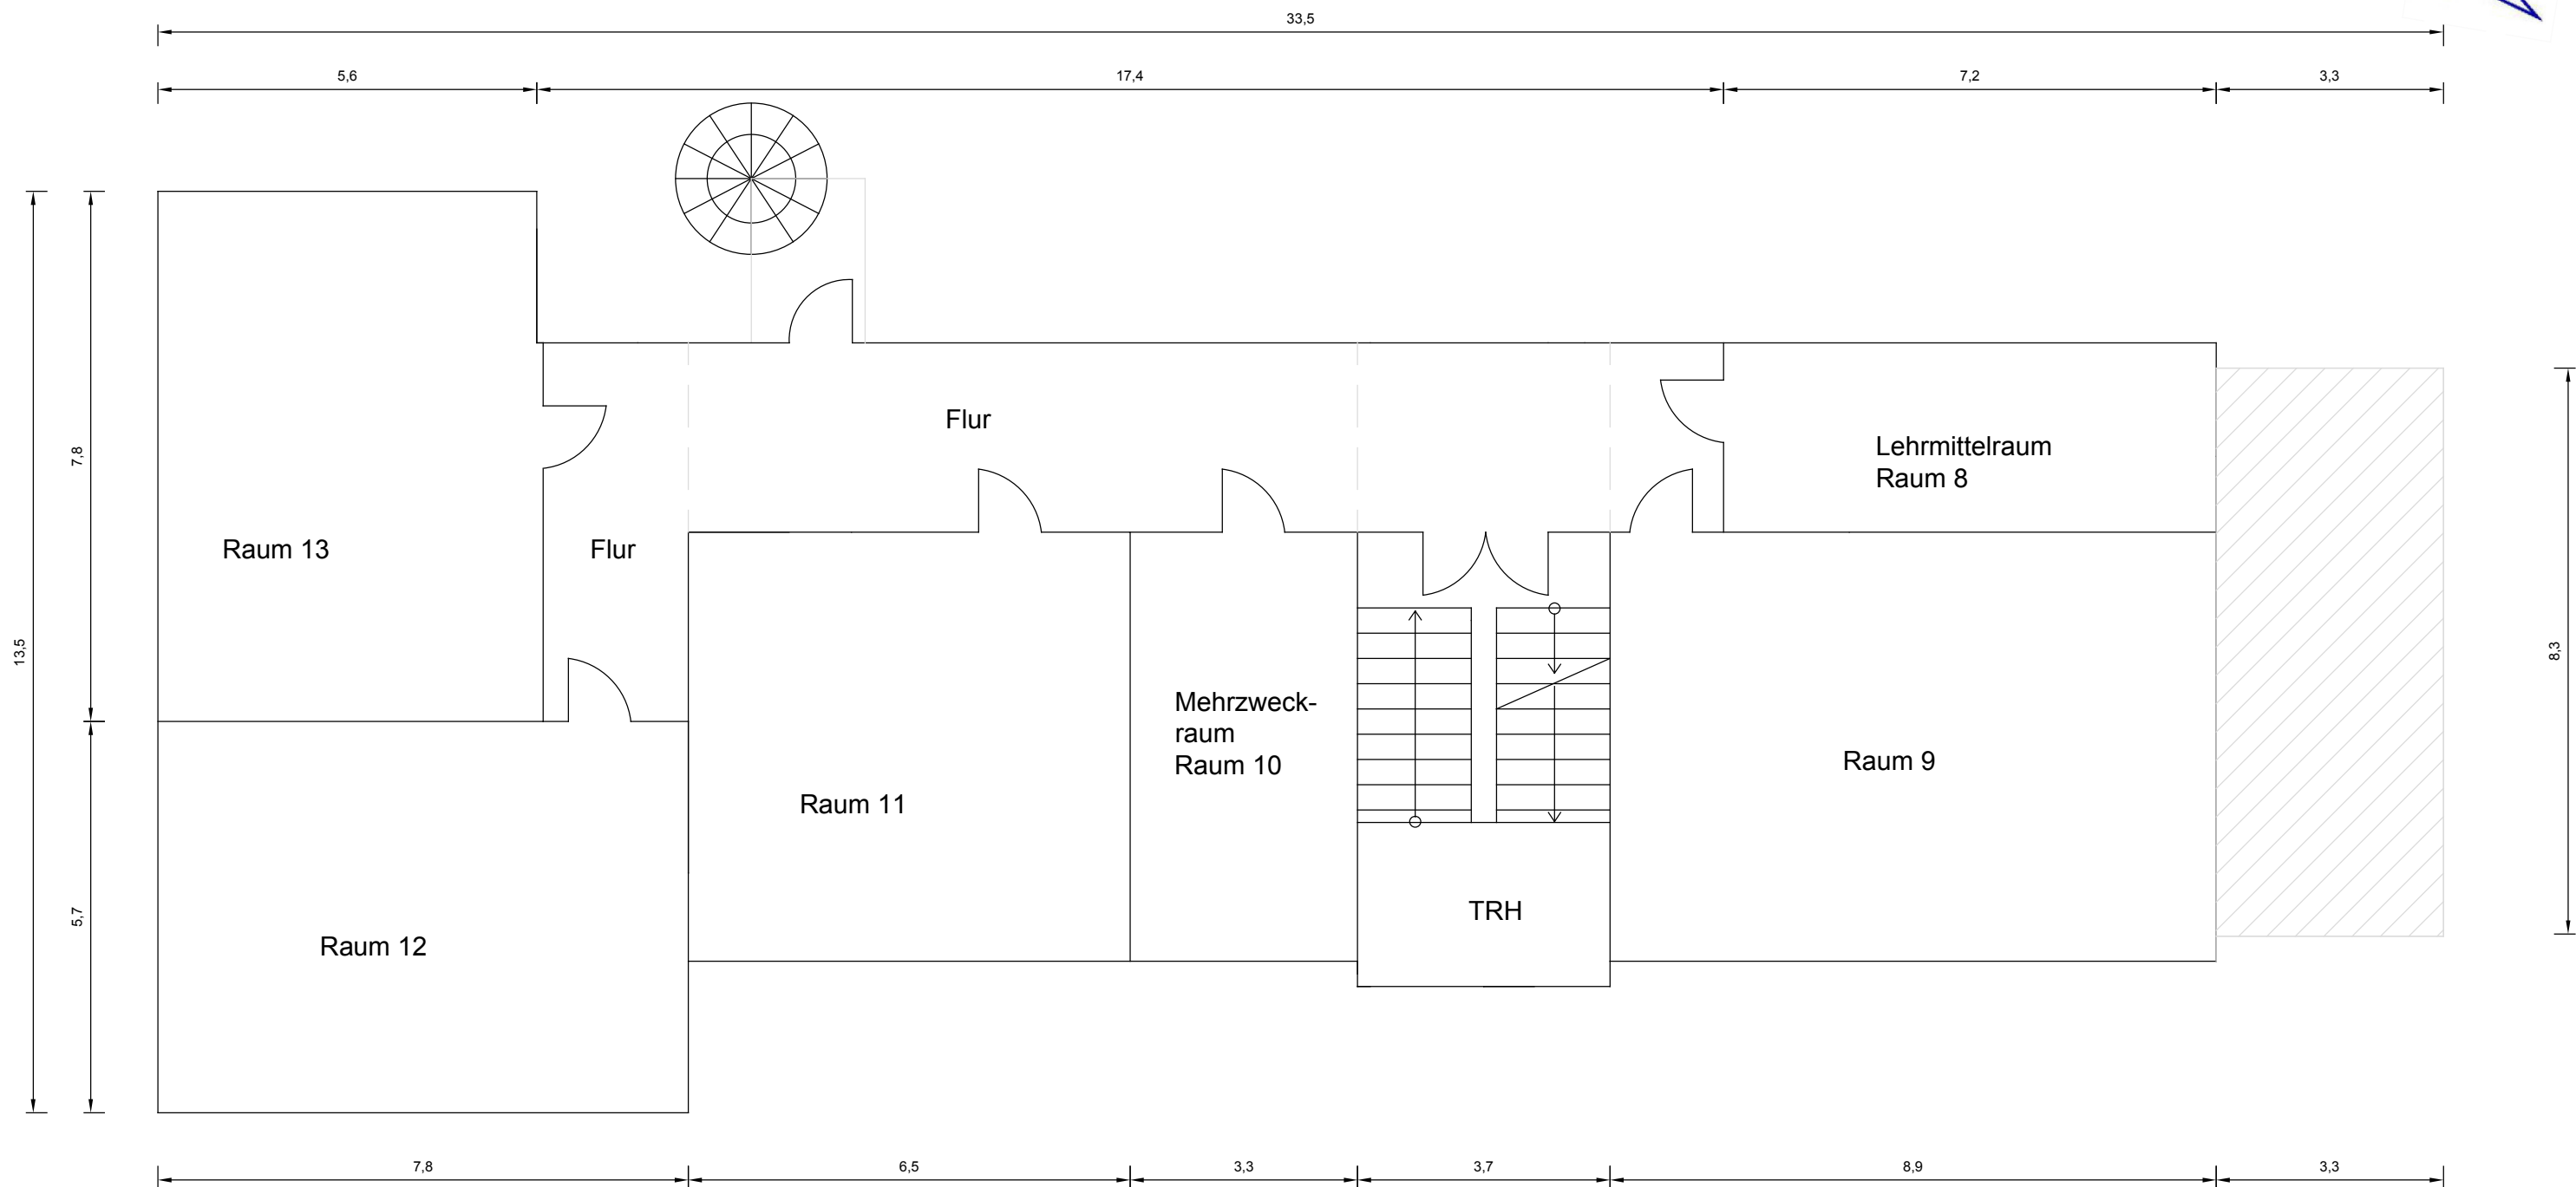 33,5
5,6
17,4
7,2
3,3
Flur
Lehrmittelraum
Raum 8
7,8
Raum 13
Flur
13,5
8,3
Mehrzweck-
raum
Raum 10
Raum 9
Raum 11
5,7
TRH
Raum 12
7,8
6,5
3,3
3,7
8,9
3,3